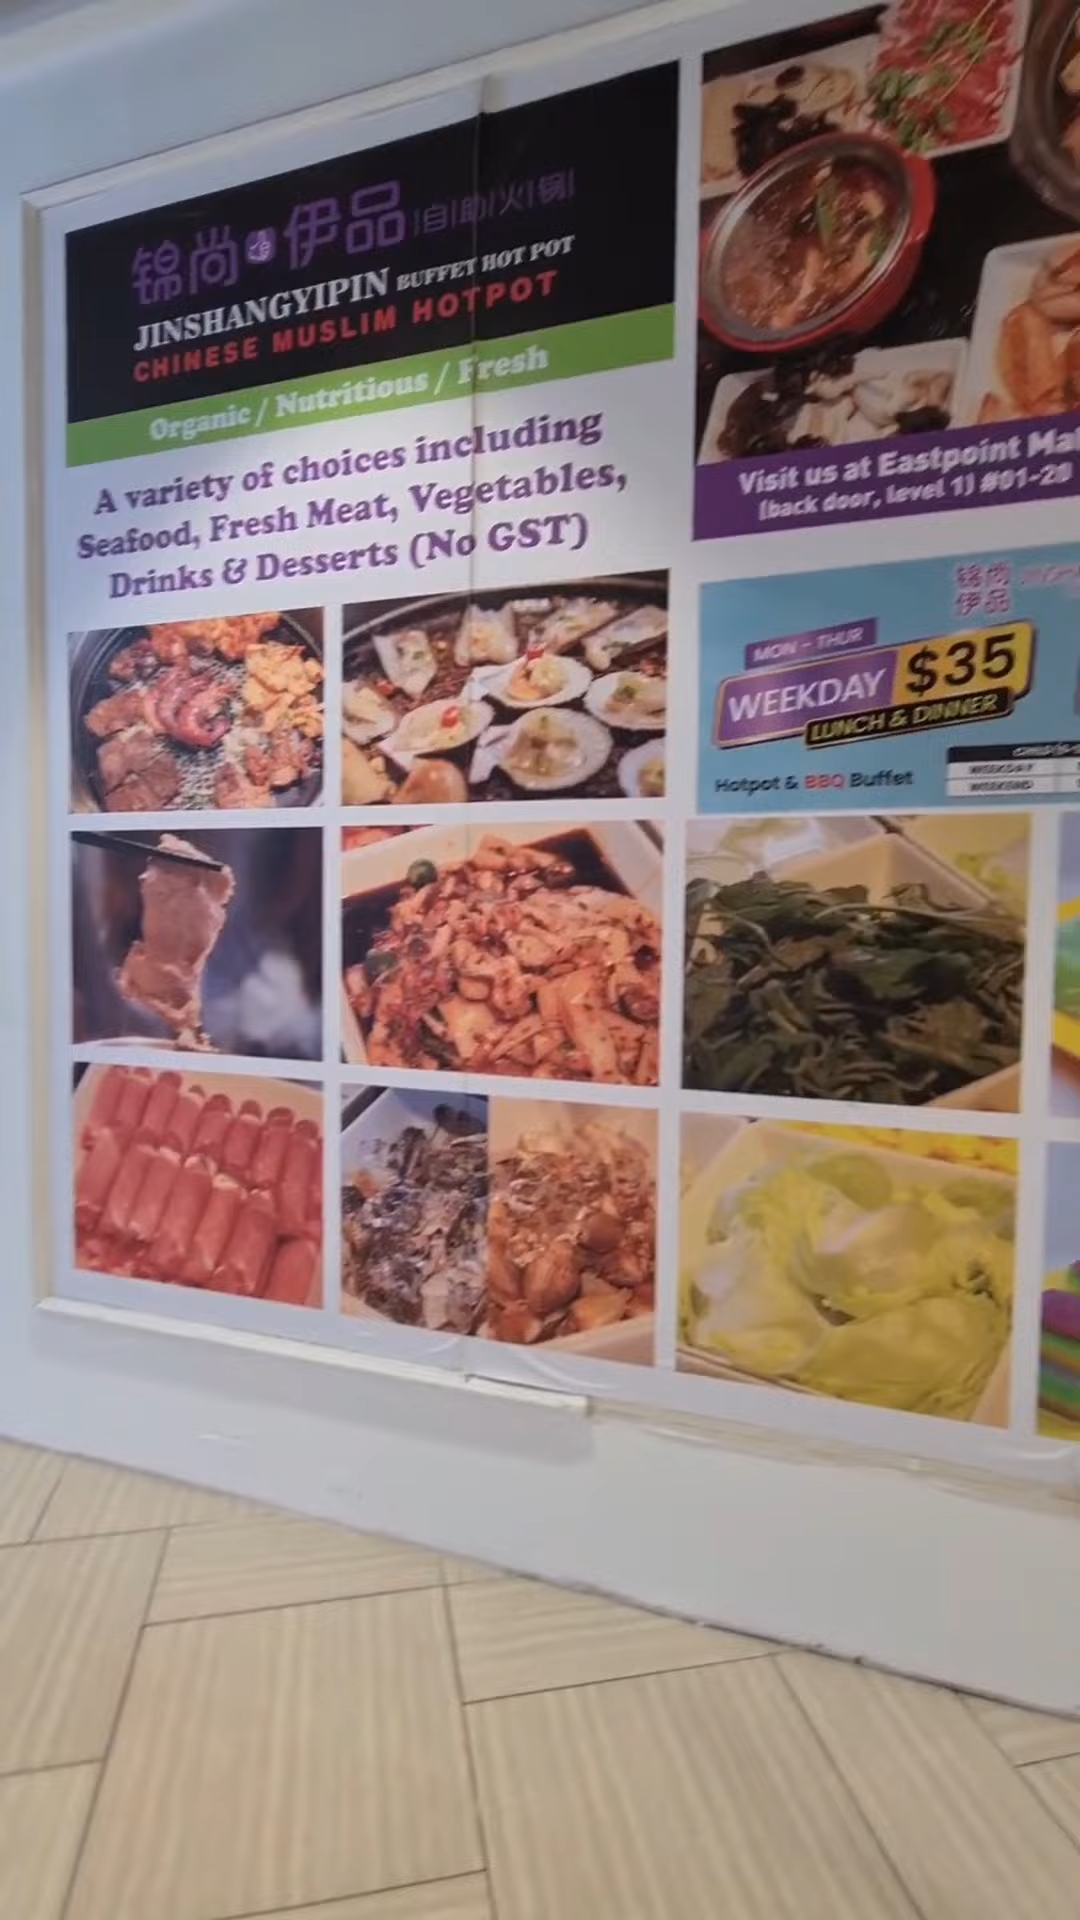 锦尚伊品 自助火锅
JINSHANGYIPIN BUFFET HOT POT
CHINESE MUSLIM HOTPOT
Organic / Nutritious / Fresh
A variety of choices including
Seafood, Fresh Meat, Vegetables,
Drinks & Desserts (No GST)
Visit us at Eastpoint Mal
(back door, level 1) #01-20
锦尚
伊品
MON - THUR
WEEKDAY $35
LUNCH & DINNER
Hotpot & BBQ Buffet
WEEKDAY
WEEKEND